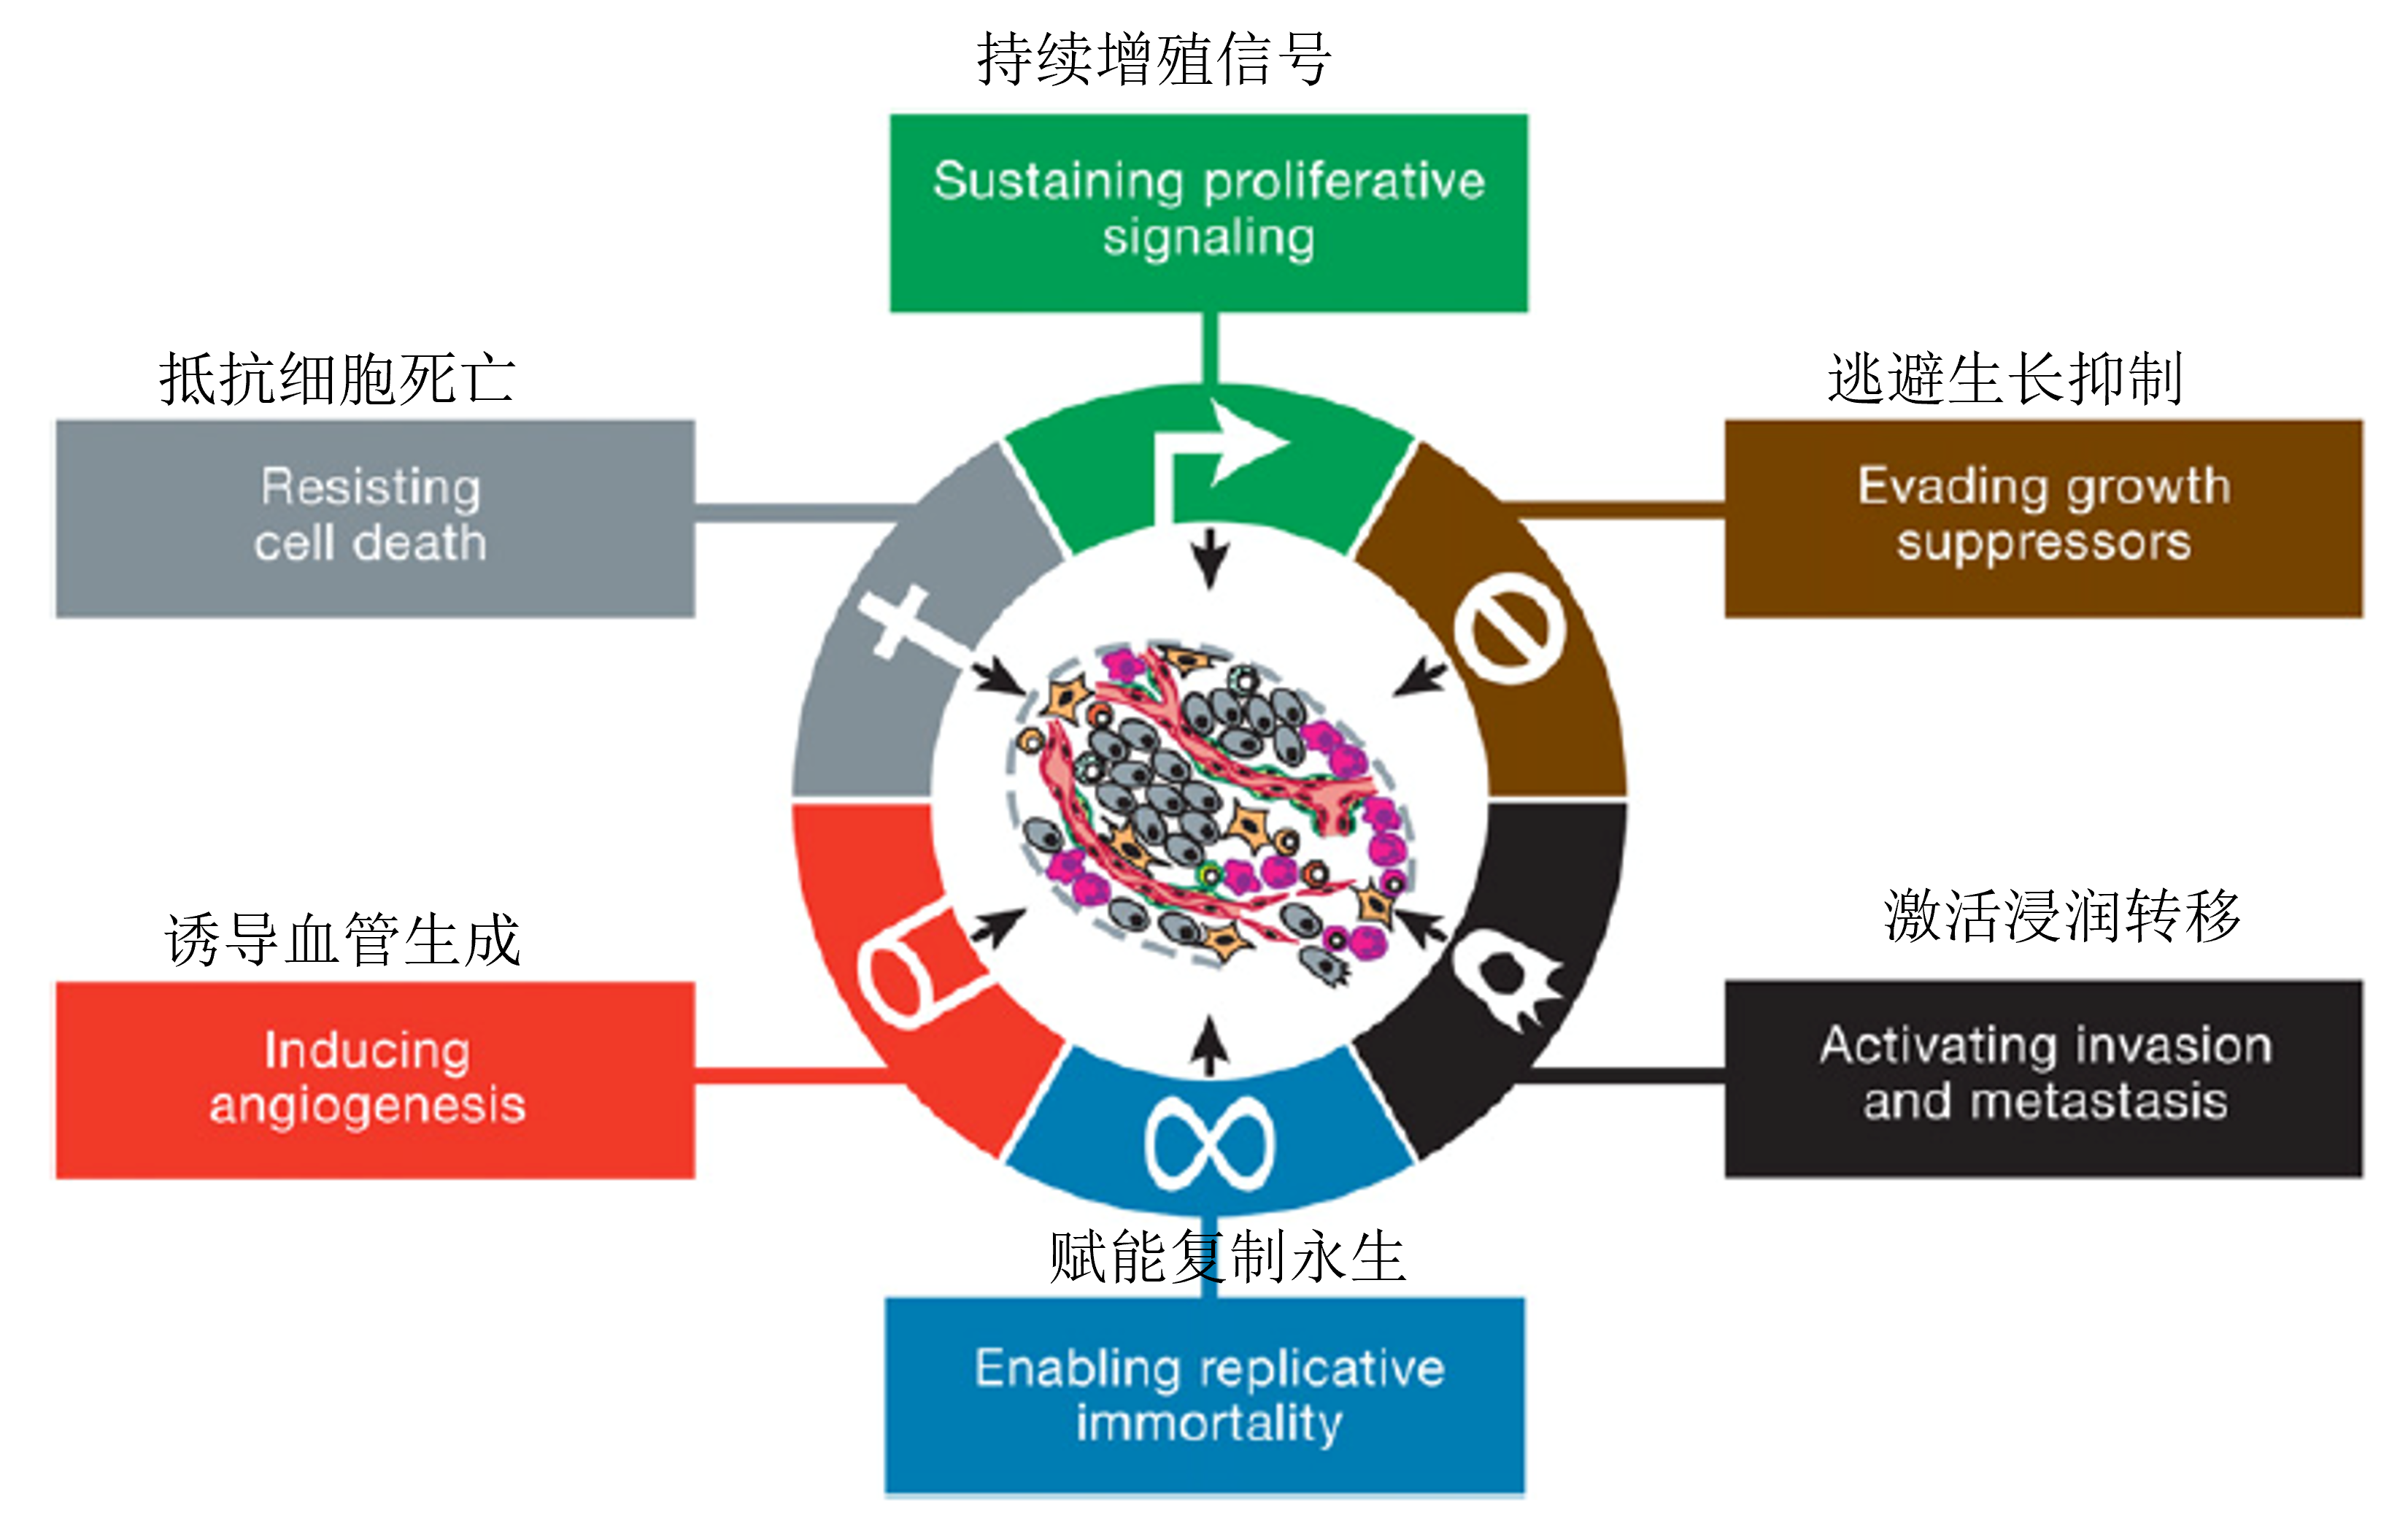 持续增殖信号
Sustaining proliferative
signaling
抵抗细胞死亡
Resisting
cell death
逃避生长抑制
Evading growth
suppressors
诱导血管生成
Inducing
angiogenesis
激活浸润转移
Activating invasion
and metastasis
赋能复制永生
Enabling replicative
immortality